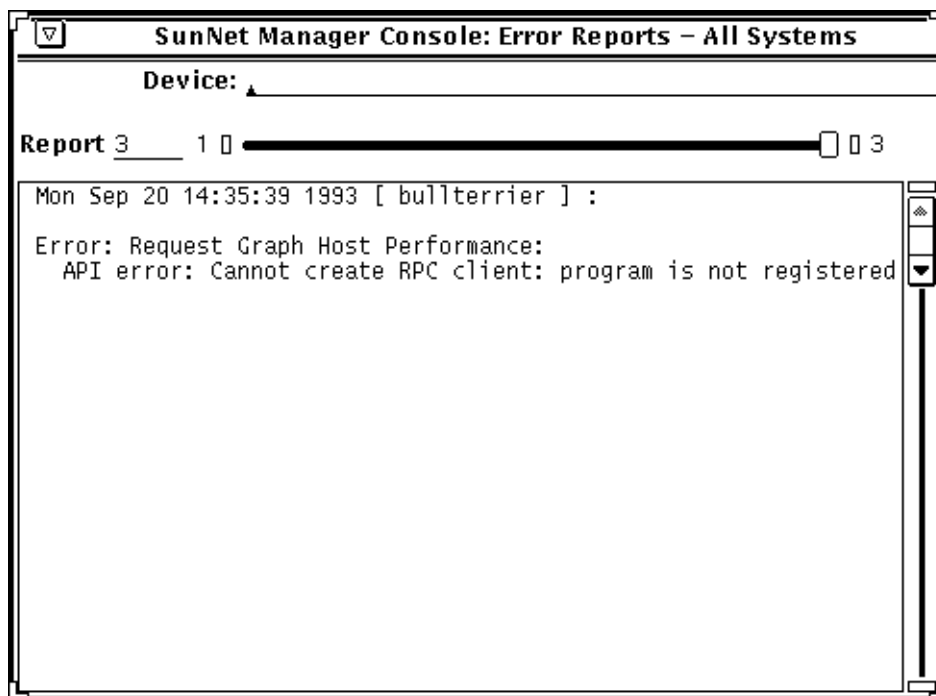 SunNet Manager Console: Error Reports – All Systems
Device:
Report 3 1 3
Mon Sep 20 14:35:39 1993 [ bullterrier ] :
Error: Request Graph Host Performance:
API error: Cannot create RPC client: program is not registered